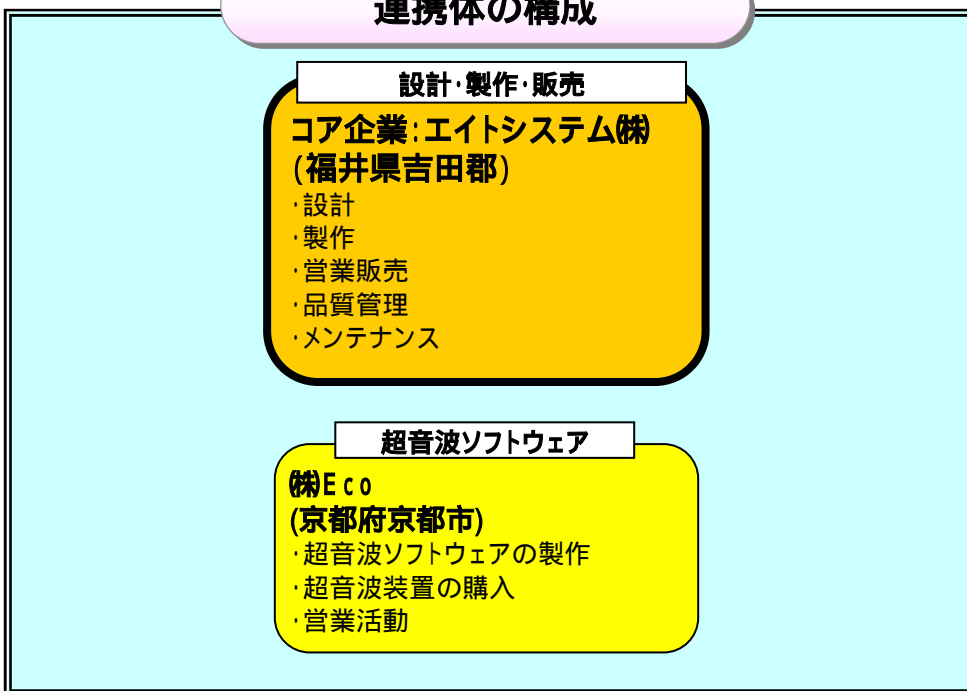 連携体の構成
設計・製作・販売
コア企業:エイトシステム㈱
(福井県吉田郡)
・設計
・製作
・営業販売
・品質管理
・メンテナンス
超音波ソフトウェア
㈱Eco
(京都府京都市)
・超音波ソフトウェアの製作
・超音波装置の購入
・営業活動